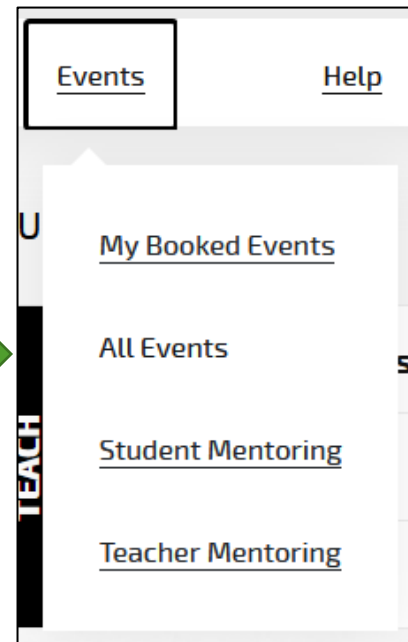 Events Help
U
My Booked Events
All Events
s
Student Mentoring
TEACH
Teacher Mentoring